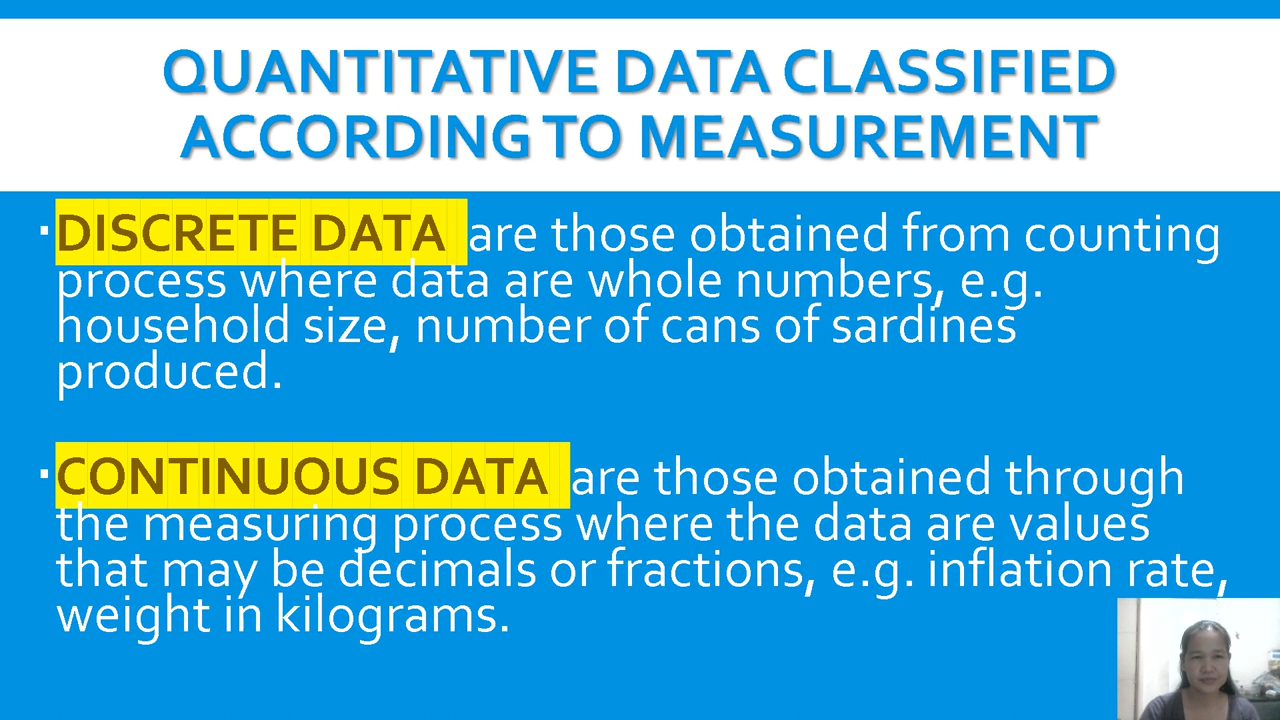 QUANTITATIVE DATA CLASSIFIED
ACCORDING TO MEASUREMENT
▪DISCRETE DATA are those obtained from counting
process where data are whole numbers, e.g.
household size, number of cans of sardines
produced.
▪CONTINUOUS DATA are those obtained through
the measuring process where the data are values
that may be decimals or fractions, e.g. inflation rate,
weight in kilograms.